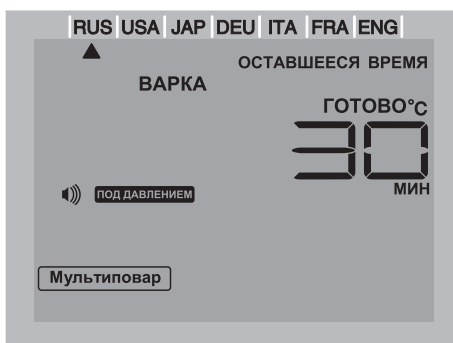 RUS USA JAP DEU ITA FRA ENG
ОСТАВШЕЕСЯ ВРЕМЯ
ВАРКА
ГОТОВО°C
30
МИН
ПОД ДАВЛЕНИЕМ
Мультиповар